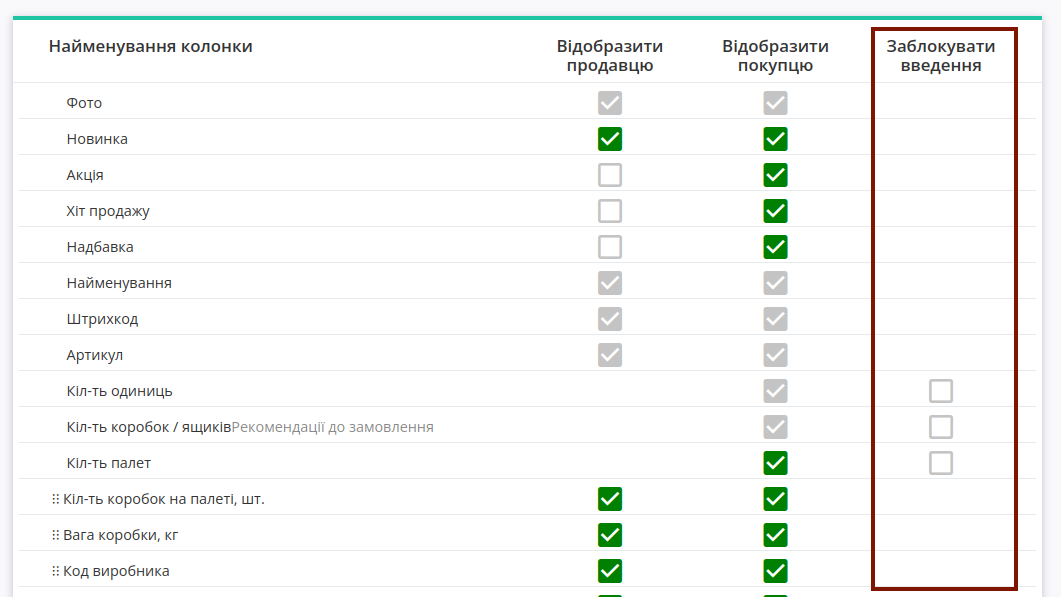 Найменування колонки
Відобразити продавцю
Відобразити покупцю
Заблокувати введення
Фото
Новинка
Акція
Хіт продажу
Надбавка
Найменування
Штрихкод
Артикул
Кіл-ть одиниць
Кіл-ть коробок / ящиківРекомендації до замовлення
Кіл-ть палет
Кіл-ть коробок на палеті, шт.
Вага коробки, кг
Код виробника